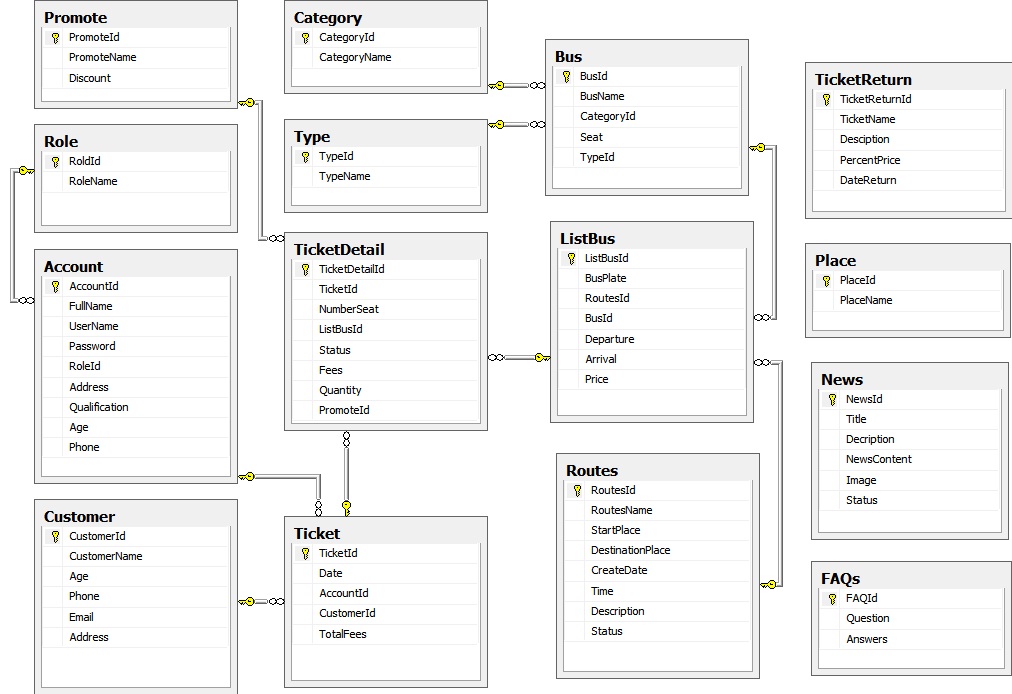 Promote
PromoteId
PromoteName
Discount
Role
RoldId
RoleName
Account
AccountId
FullName
UserName
Password
RoleId
Address
Qualification
Age
Phone
Customer
CustomerId
CustomerName
Age
Phone
Email
Address
Category
CategoryId
CategoryName
Type
TypeId
TypeName
TicketDetail
TicketDetailId
TicketId
NumberSeat
ListBusId
Status
Fees
Quantity
PromoteId
Ticket
TicketId
Date
AccountId
CustomerId
TotalFees
Bus
BusId
BusName
CategoryId
Seat
TypeId
ListBus
ListBusId
BusPlate
RoutesId
BusId
Departure
Arrival
Price
Routes
RoutesId
RoutesName
StartPlace
DestinationPlace
CreateDate
Time
Description
Status
TicketReturn
TicketReturnId
TicketName
Desciption
PercentPrice
DateReturn
Place
PlaceId
PlaceName
News
NewsId
Title
Decription
NewsContent
Image
Status
FAQs
FAQId
Question
Answers